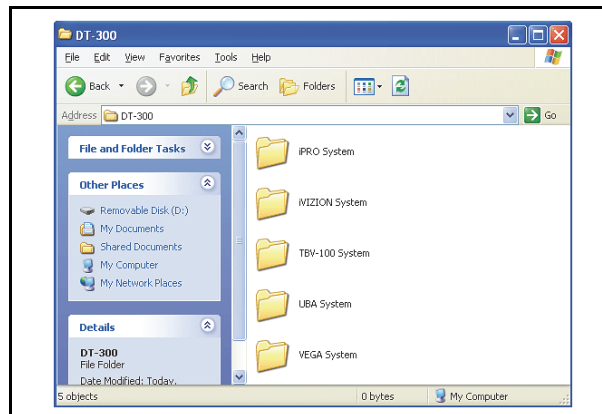 DT-300
File Edit View Favorites Tools Help
Back Search Folders
Address DT-300 Go
File and Folder Tasks
Other Places
Removable Disk (D:)
My Documents
Shared Documents
My Computer
My Network Places
Details
DT-300
File Folder
Date Modified: Today,
iPRO System
iVIZION System
TBV-100 System
UBA System
VEGA System
5 objects 0 bytes My Computer